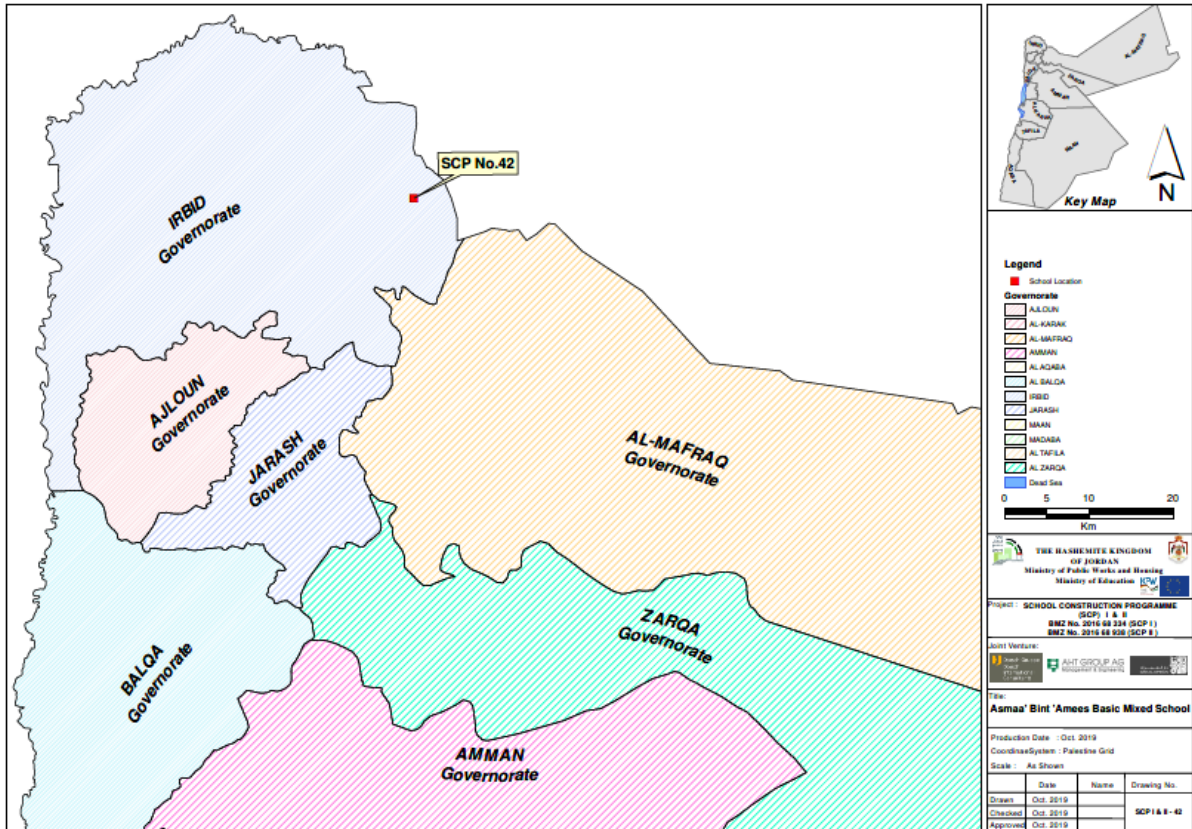 SCP No.42
IRBID
Governorate
AJLOUN
Governorate
JARASH
Governorate
AL-MAFRAQ
Governorate
ZARQA
Governorate
BALQA
Governorate
AMMAN
Governorate
IRBID
ZARQA
TAFILA
AQABA
N
Key Map
Legend
School Location
Governorate
AJLOUN
AL-KARAK
AL-MAFRAQ
AMMAN
AL AQABA
AL BALQA
IRBID
JARASH
MAAN
MADABA
AL TAFILA
AL ZARQA
Dead Sea
0 5 10 20
Km
THE HASHEMITE KINGDOM
OF JORDAN
Ministry of Public Works and Housing
Ministry of Education
KFW
Project : SCHOOL CONSTRUCTION PROGRAMME
(SCP) I & II
BMZ No. 2016 68 334 (SCP I )
BMZ No. 2016 68 938 (SCP II )
Joint Venture:
AHT GROUP AG
Title:
Asmaa' Bint 'Amees Basic Mixed School
Production Date : Oct. 2019
CoordinaeSystem : Palestine Grid
Scale : As Shown
Date Name Drawing No.
Drawn Oct. 2019
Checked Oct. 2019
SCP I & II - 42
Approved Oct. 2019